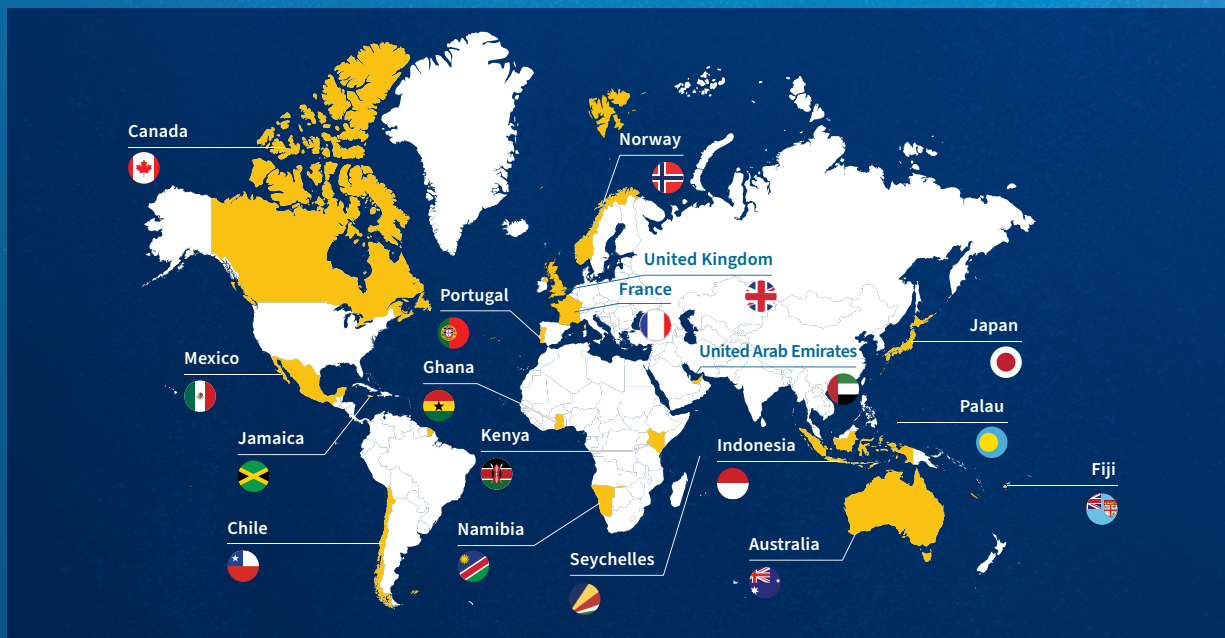 Canada
Norway
United Kingdom
France
Portugal
Japan
United Arab Emirates
Mexico
Ghana
Palau
Jamaica
Kenya
Indonesia
Fiji
Chile
Namibia
Australia
Seychelles